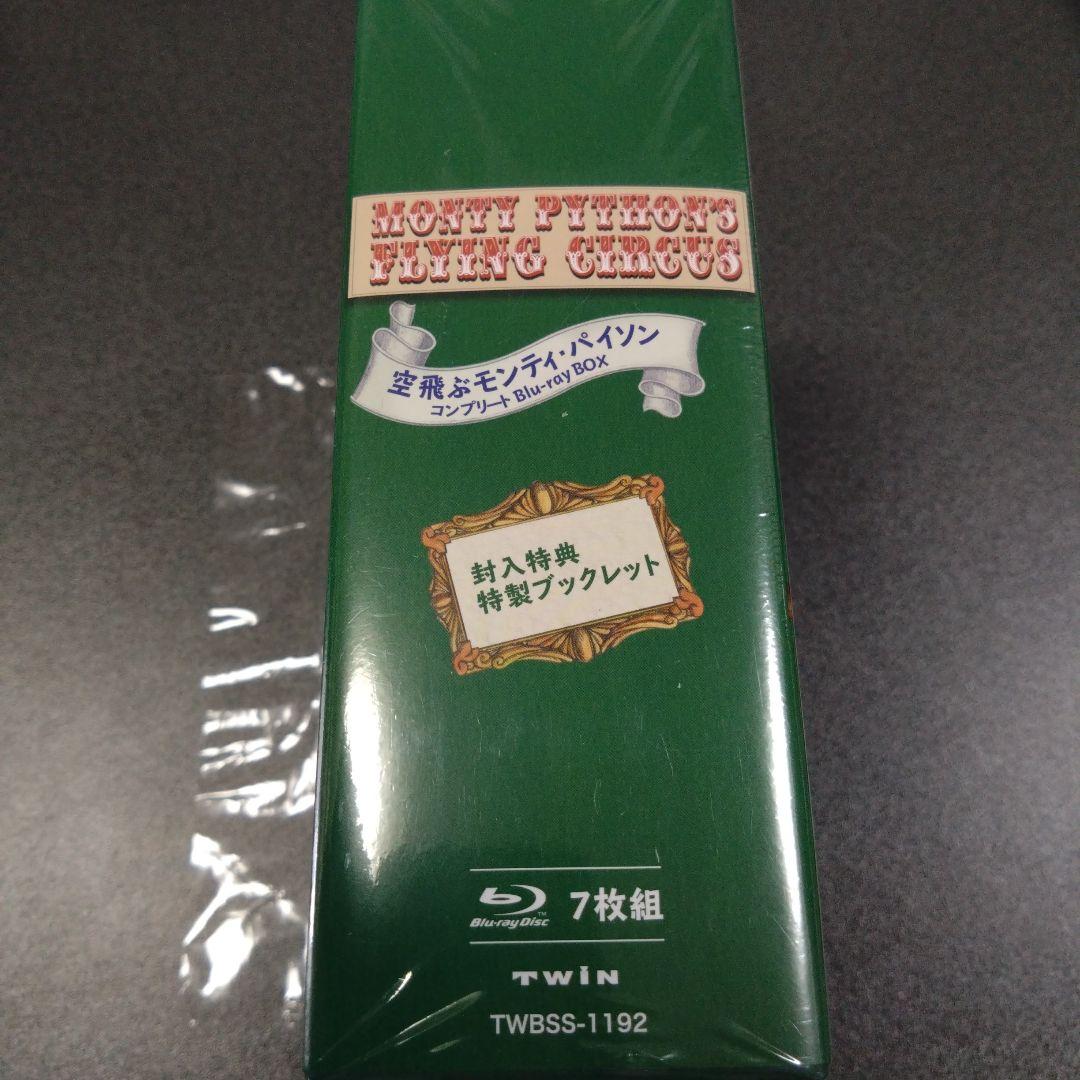 MONTY PYTHON'S
FLYING CIRCUS
空飛ぶモンティ・パイソン
コンプリート Blu-ray BOX
封入特典
特製ブックレット
Blu-ray Disc™ 7枚組
TWIN
TWBSS-1192